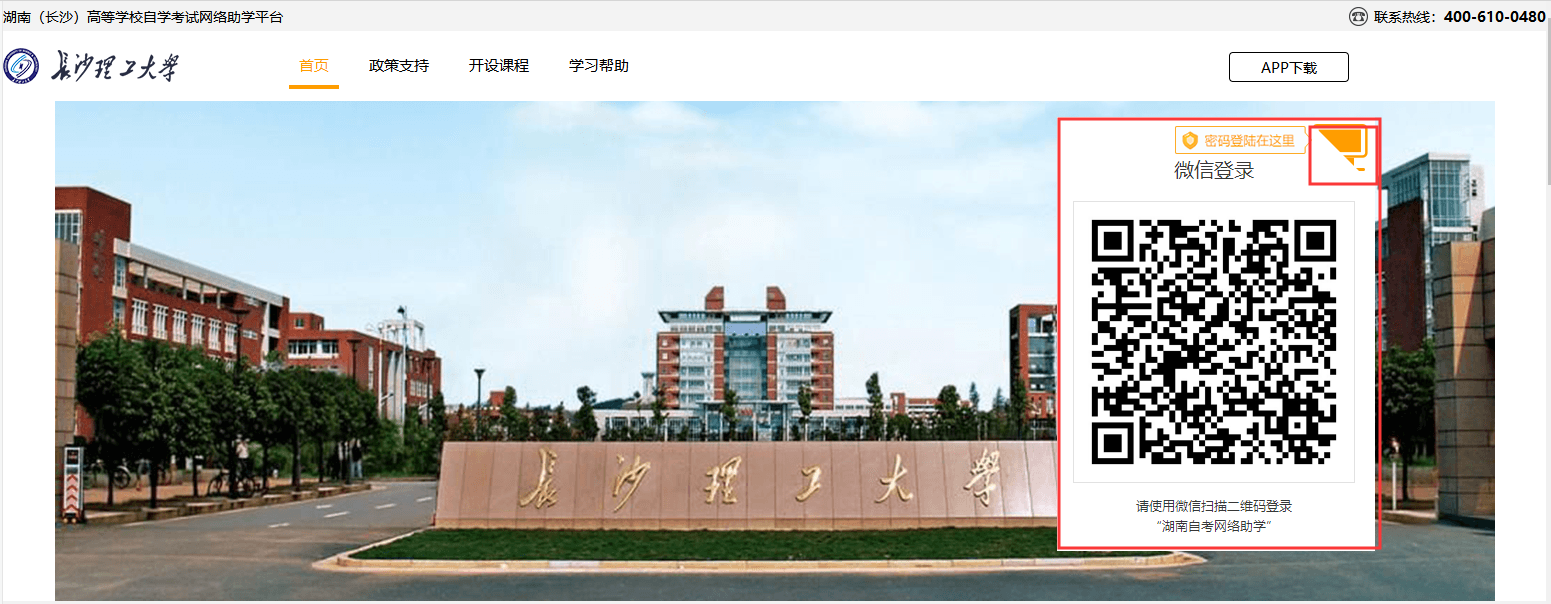 湖南（长沙）高等学校自学考试网络助学平台
联系热线：400-610-0480
長沙理工大學
首页 政策支持 开设课程 学习帮助
APP下载
密码登陆在这里
微信登录
長沙理工大學
请使用微信扫描二维码登录
“湖南自考网络助学”